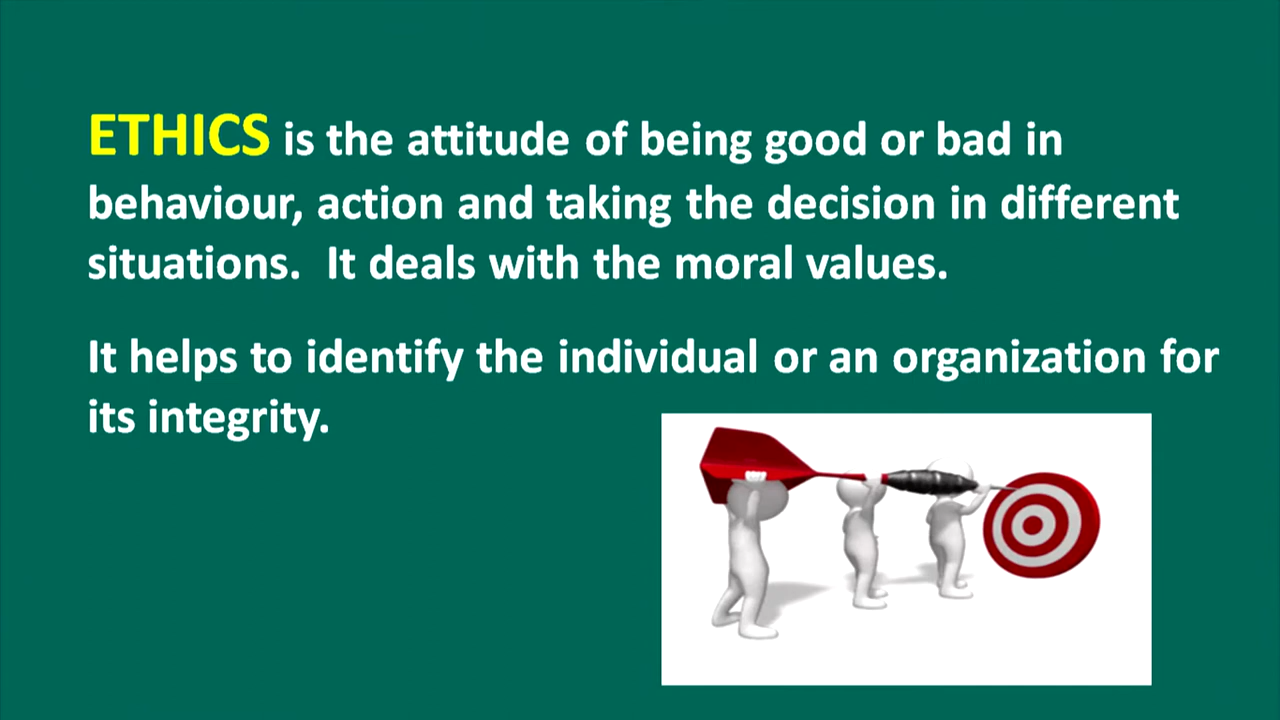 ETHICS is the attitude of being good or bad in
behaviour, action and taking the decision in different
situations.  It deals with the moral values.
It helps to identify the individual or an organization for
its integrity.